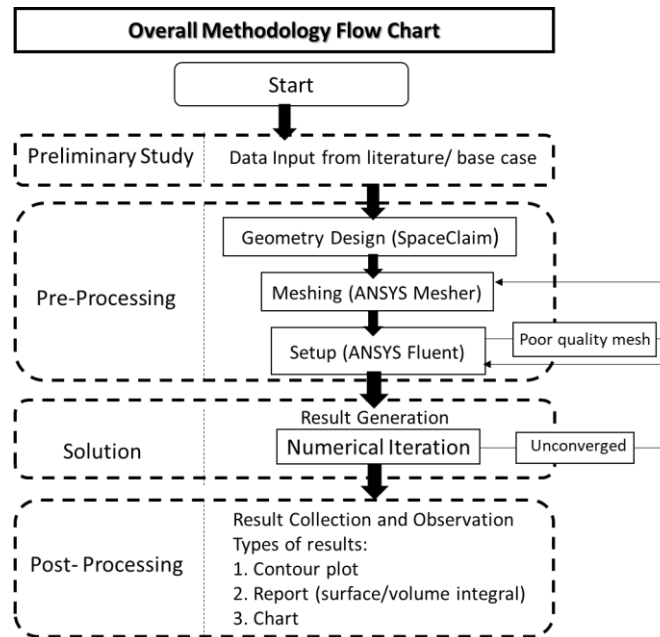 Overall Methodology Flow Chart
Start
Preliminary Study
Data Input from literature/ base case
Pre-Processing
Geometry Design (SpaceClaim)
Meshing (ANSYS Mesher)
Setup (ANSYS Fluent)
Poor quality mesh
Solution
Result Generation
Numerical Iteration
Unconverged
Post- Processing
Result Collection and Observation
Types of results:
1. Contour plot
2. Report (surface/volume integral)
3. Chart